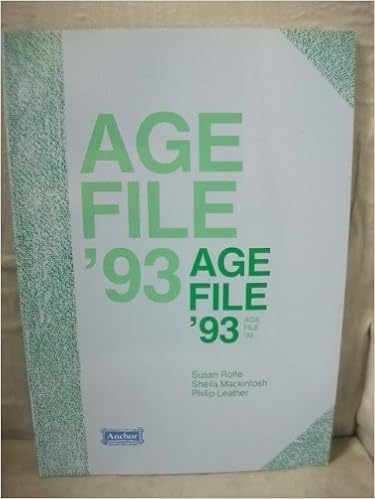 AGE
FILE
'93
AGE
FILE
'93
AGE
FILE
'93
Susan Rolfe
Sheila Mackintosh
Philip Leather
Anchor